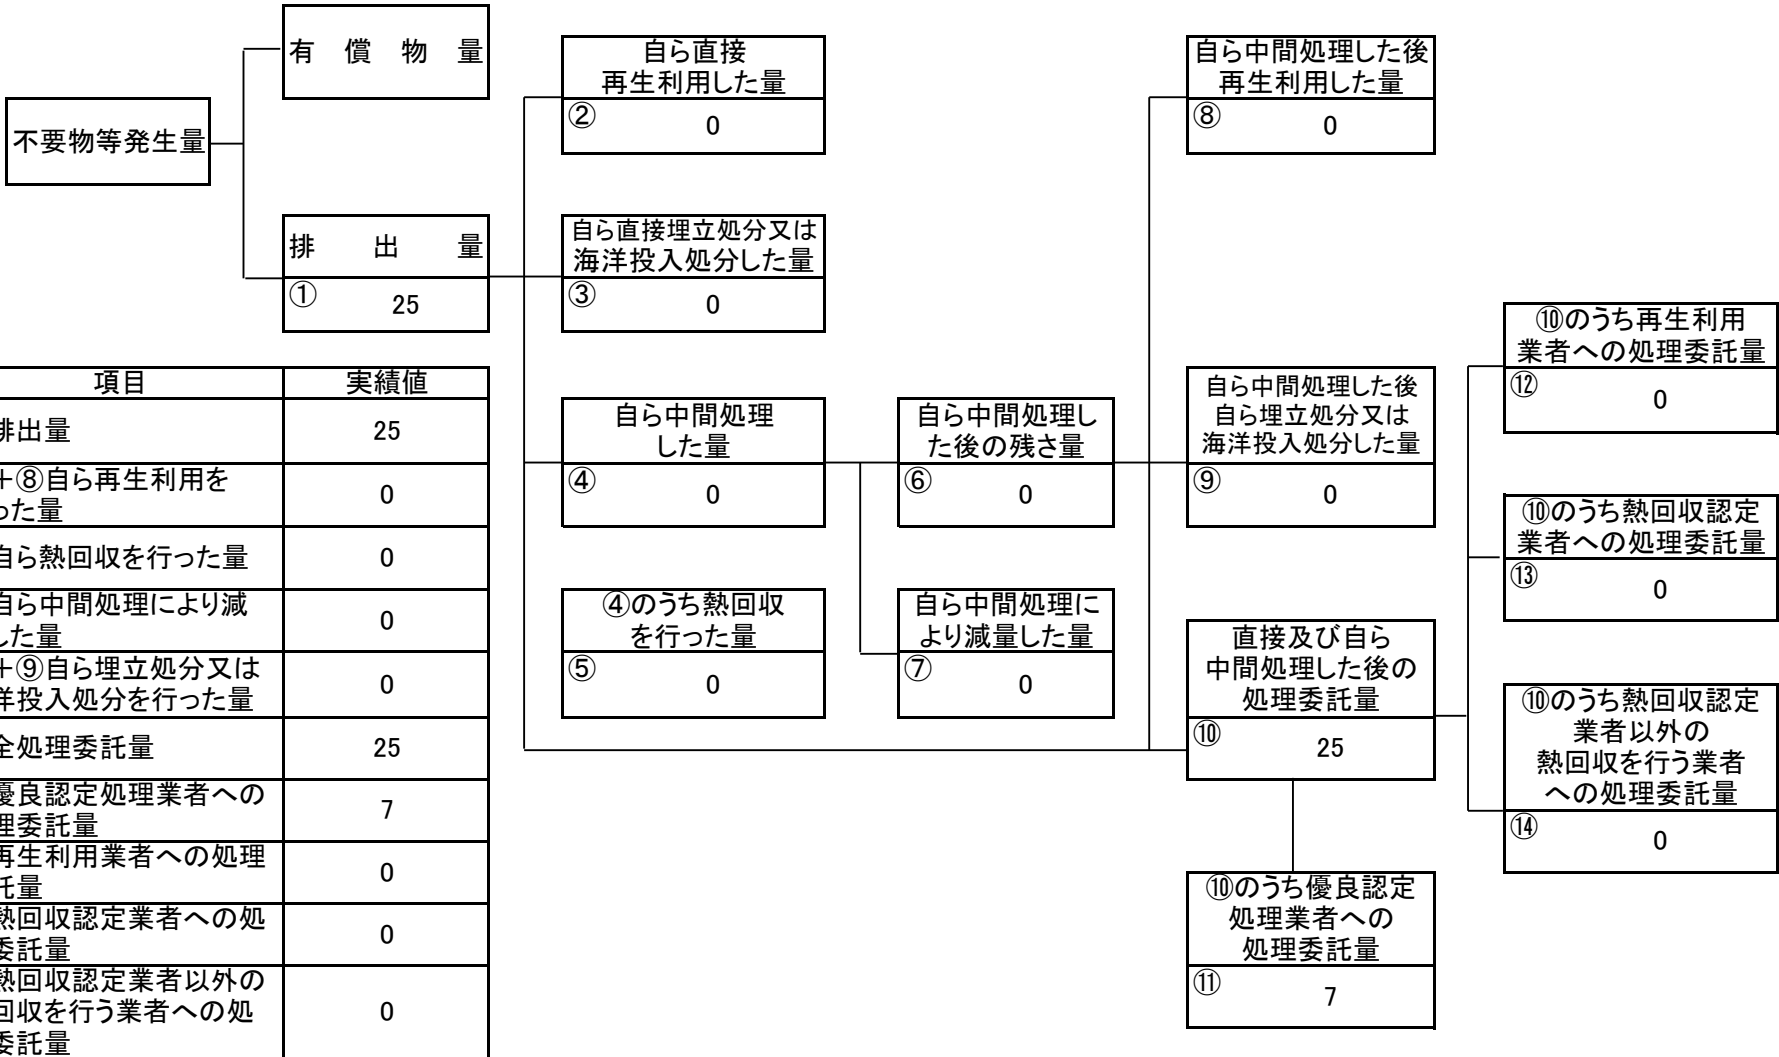 有償物量
不要物等発生量
排出量
① 25
自ら直接
再生利用した量
② 0
自ら直接埋立処分又は
海洋投入処分した量
③ 0
自ら中間処理
した量
④ 0
④のうち熱回収
を行った量
⑤ 0
自ら中間処理し
た後の残さ量
⑥ 0
自ら中間処理に
より減量した量
⑦ 0
自ら中間処理した後
再生利用した量
⑧ 0
自ら中間処理した後
自ら埋立処分又は
海洋投入処分した量
⑨ 0
直接及び自ら
中間処理した後の
処理委託量
⑩ 25
⑩のうち優良認定
処理業者への
処理委託量
⑪ 7
⑩のうち再生利用
業者への処理委託量
⑫ 0
⑩のうち熱回収認定
業者への処理委託量
⑬ 0
⑩のうち熱回収認定
業者以外の
熱回収を行う業者
への処理委託量
⑭ 0
項目 実績値
排出量 25
+⑧自ら再生利用を
った量 0
自ら熱回収を行った量 0
自ら中間処理により減
した量 0
+⑨自ら埋立処分又は
洋投入処分を行った量 0
全処理委託量 25
優良認定処理業者への
理委託量 7
再生利用業者への処理
託量 0
熱回収認定業者への処
委託量 0
熱回収認定業者以外の
回収を行う業者への処
委託量 0